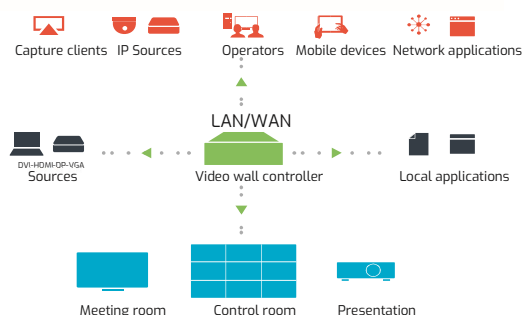 Capture clients IP Sources Operators Mobile devices Network applications
LAN/WAN
DVI-HDMI-DP-VGA
Sources Video wall controller Local applications
Meeting room Control room Presentation